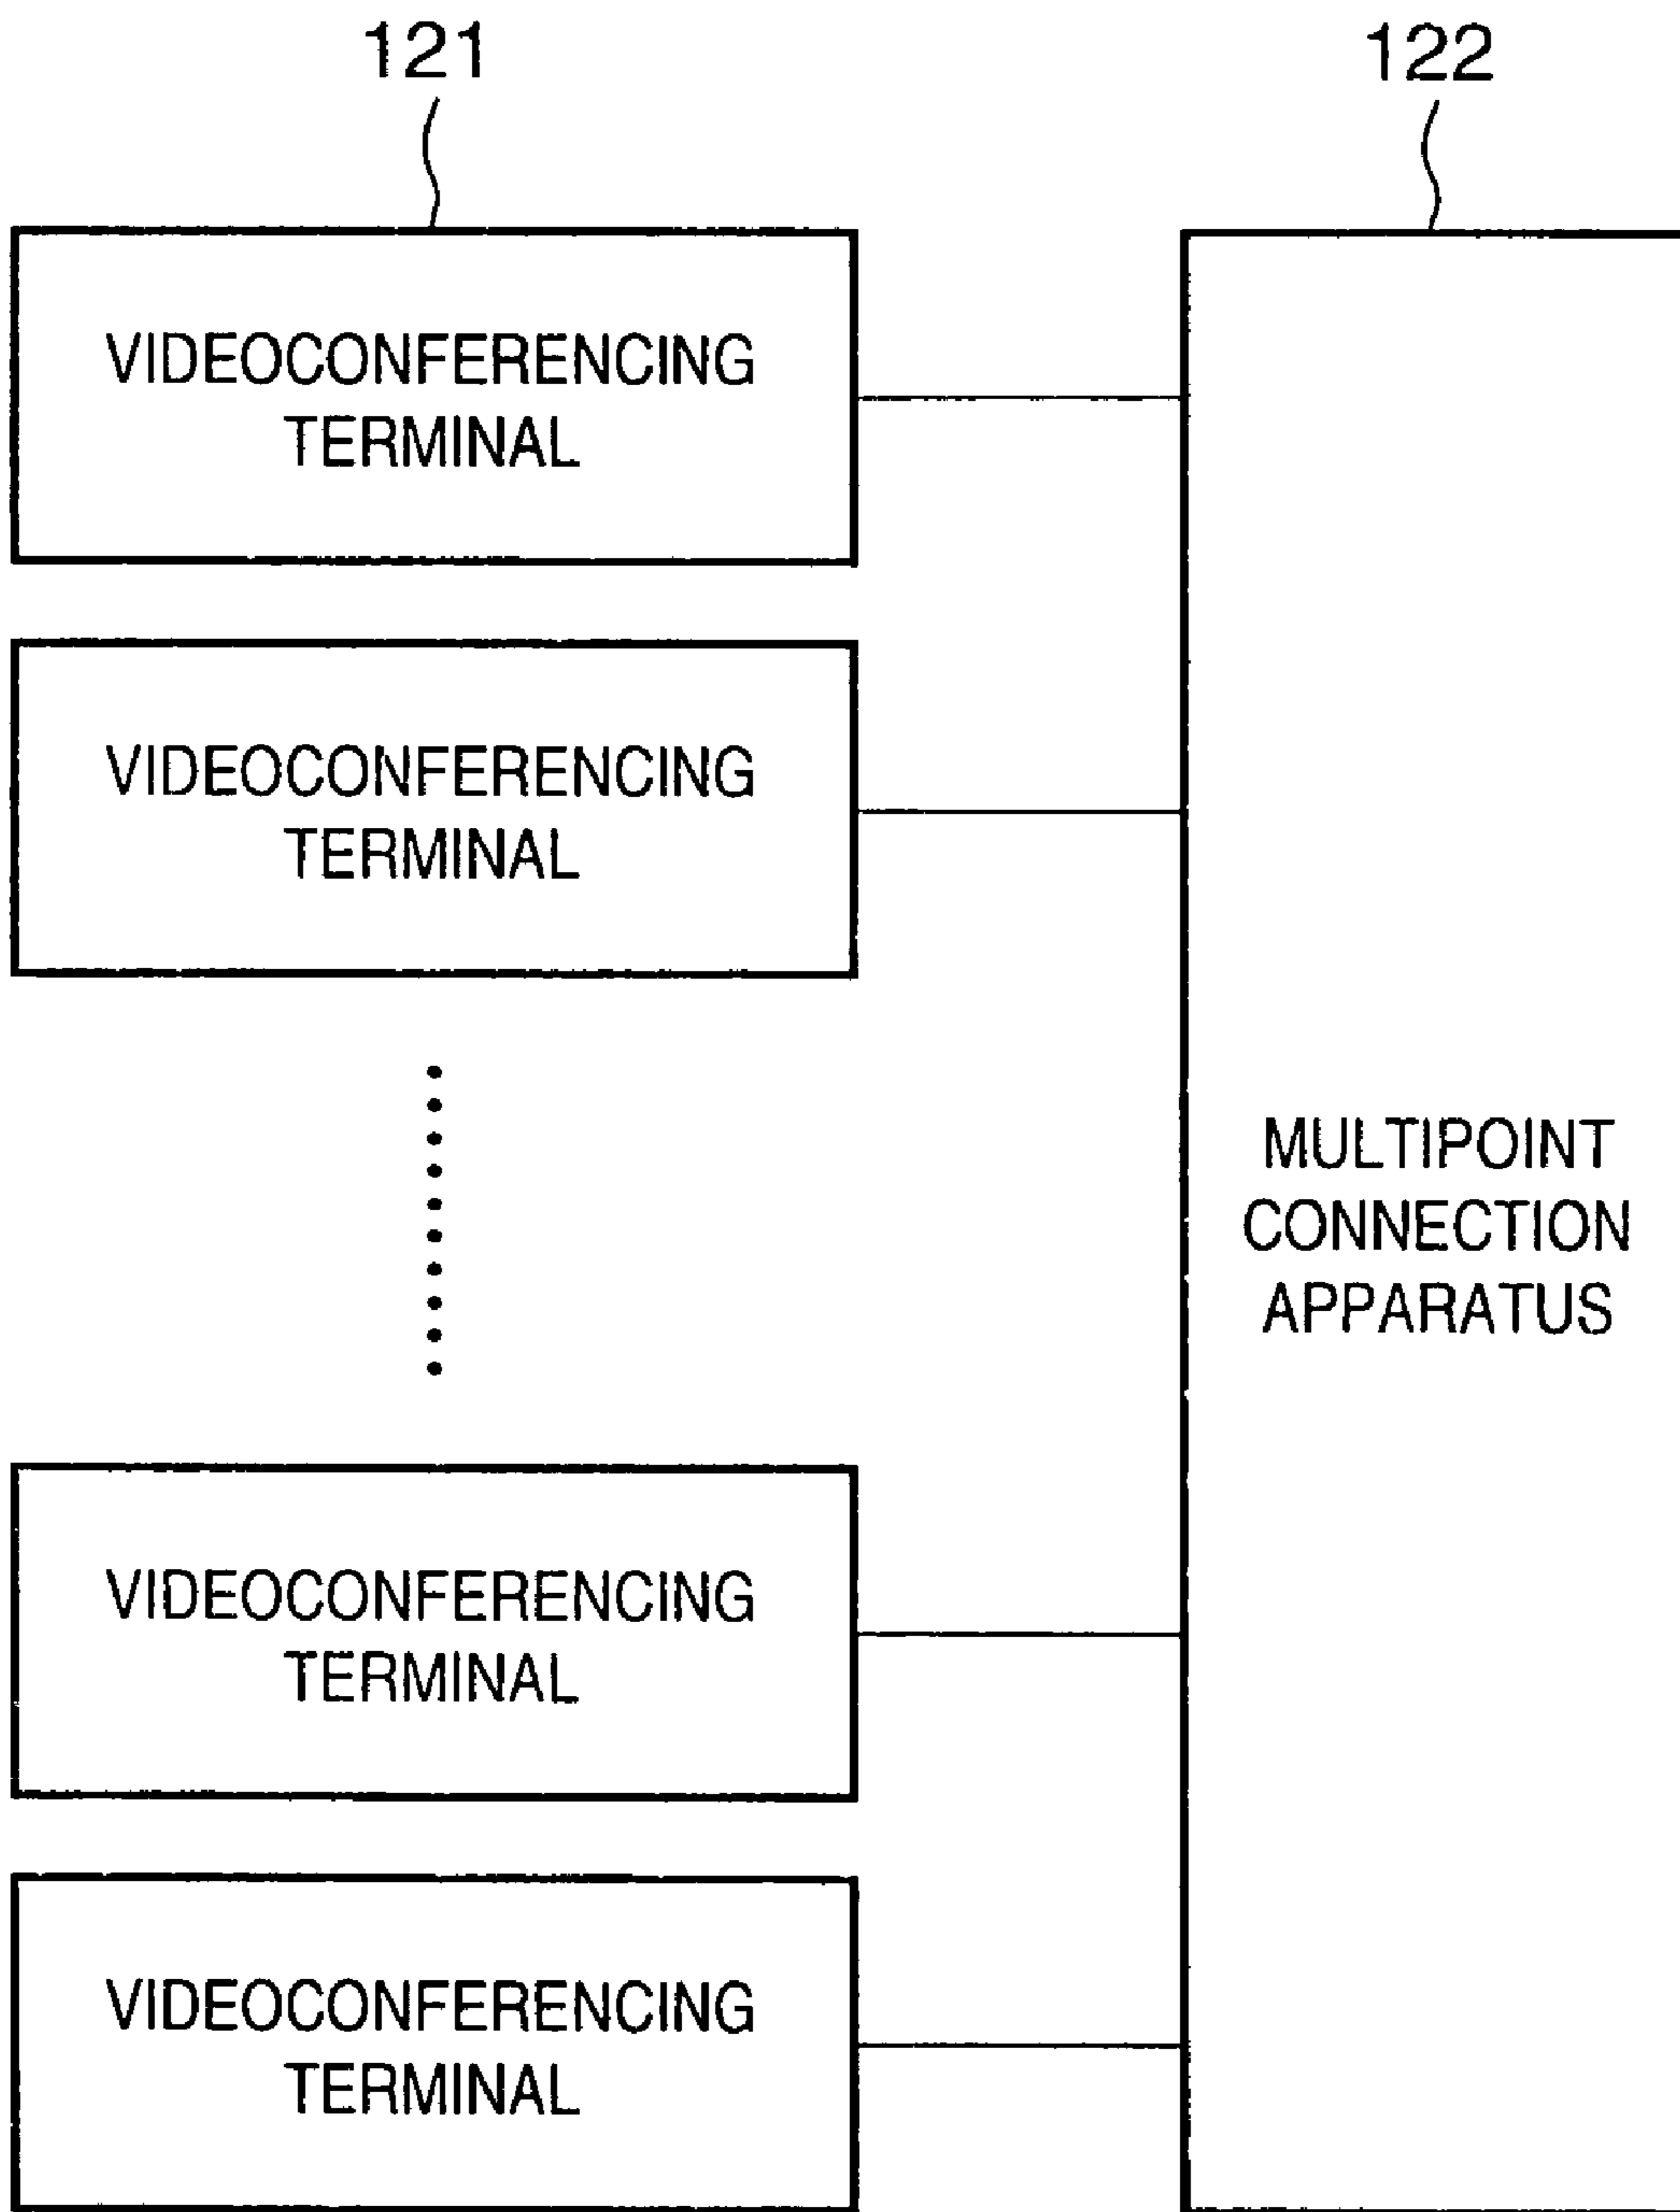 121
122
VIDEOCONFERENCING
TERMINAL
VIDEOCONFERENCING
TERMINAL
MULTIPOINT
CONNECTION
APPARATUS
VIDEOCONFERENCING
TERMINAL
VIDEOCONFERENCING
TERMINAL